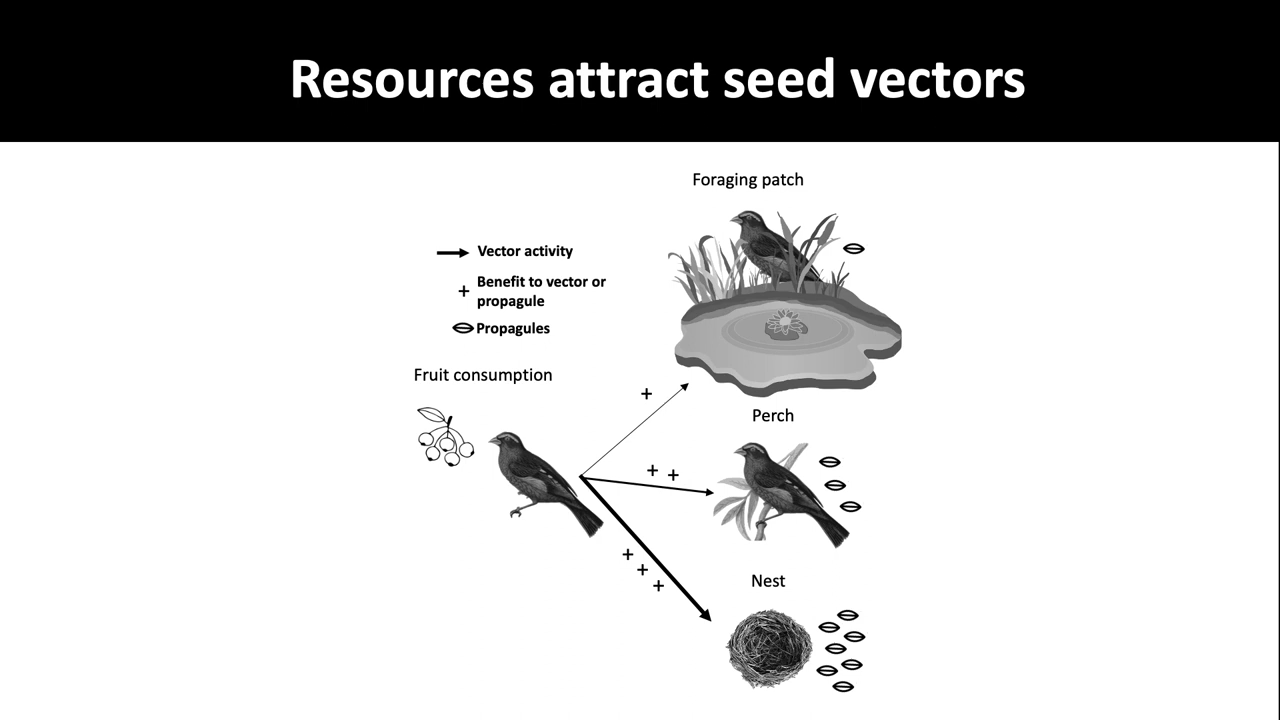 Resources attract seed vectors
Foraging patch
Vector activity
+ Benefit to vector or
propagule
Propagules
Fruit consumption
+
Perch
+ +
+
+
+
Nest